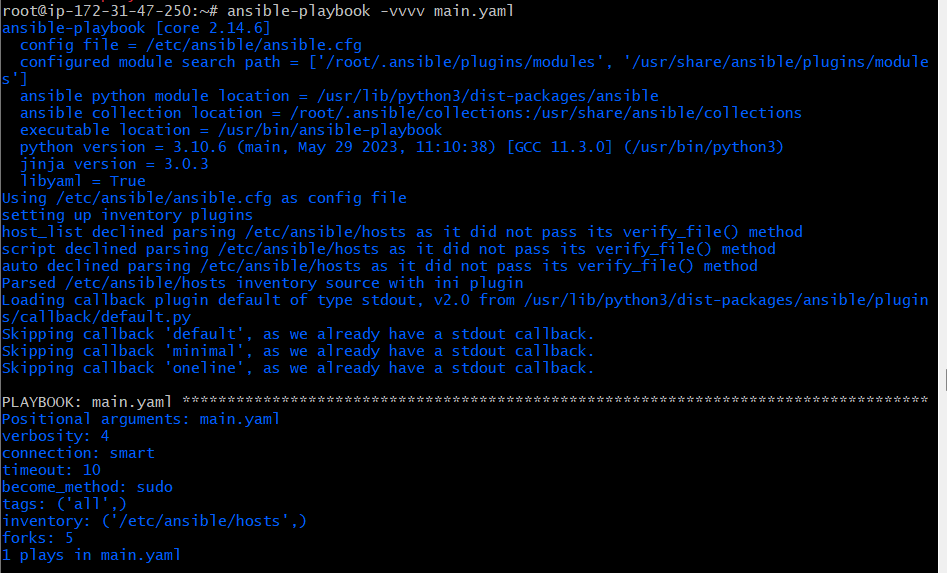 root@ip-172-31-47-250:~# ansible-playbook -vvvv main.yaml
ansible-playbook [core 2.14.6]
  config file = /etc/ansible/ansible.cfg
  configured module search path = ['/root/.ansible/plugins/modules', '/usr/share/ansible/plugins/module
s']
  ansible python module location = /usr/lib/python3/dist-packages/ansible
  ansible collection location = /root/.ansible/collections:/usr/share/ansible/collections
  executable location = /usr/bin/ansible-playbook
  python version = 3.10.6 (main, May 29 2023, 11:10:38) [GCC 11.3.0] (/usr/bin/python3)
  jinja version = 3.0.3
  libyaml = True
Using /etc/ansible/ansible.cfg as config file
setting up inventory plugins
host_list declined parsing /etc/ansible/hosts as it did not pass its verify_file() method
script declined parsing /etc/ansible/hosts as it did not pass its verify_file() method
auto declined parsing /etc/ansible/hosts as it did not pass its verify_file() method
Parsed /etc/ansible/hosts inventory source with ini plugin
Loading callback plugin default of type stdout, v2.0 from /usr/lib/python3/dist-packages/ansible/plugin
s/callback/default.py
Skipping callback 'default', as we already have a stdout callback.
Skipping callback 'minimal', as we already have a stdout callback.
Skipping callback 'oneline', as we already have a stdout callback.

PLAYBOOK: main.yaml ***********************************************************************************
Positional arguments: main.yaml
verbosity: 4
connection: smart
timeout: 10
become_method: sudo
tags: ('all',)
inventory: ('/etc/ansible/hosts',)
forks: 5
1 plays in main.yaml